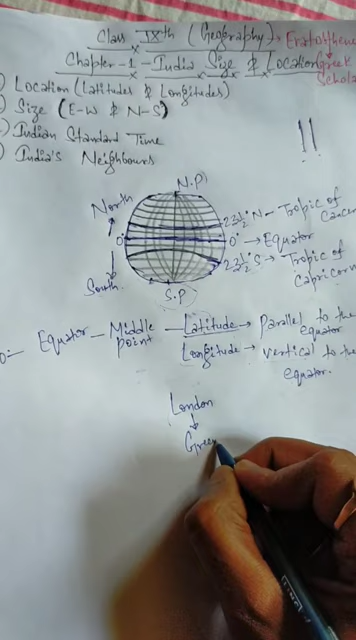 Class IXth (Geography) → Eratosthene
Chapter-1 - India Size & Location Greek
Schola
) Location (Latitudes & Longitudes)
) Size (E-W & N-S)
) Indian Standard Time
) India's Neighbours
!!
N.P)
North
23½°N - Tropic of cancer
0° 0° → Equator
23½°S → Tropic of capricorn
South
S.P
0° — Equator - Middle point — Latitude → Parallel to the equator
Longitude → vertical to the equator.
London
↓
Green